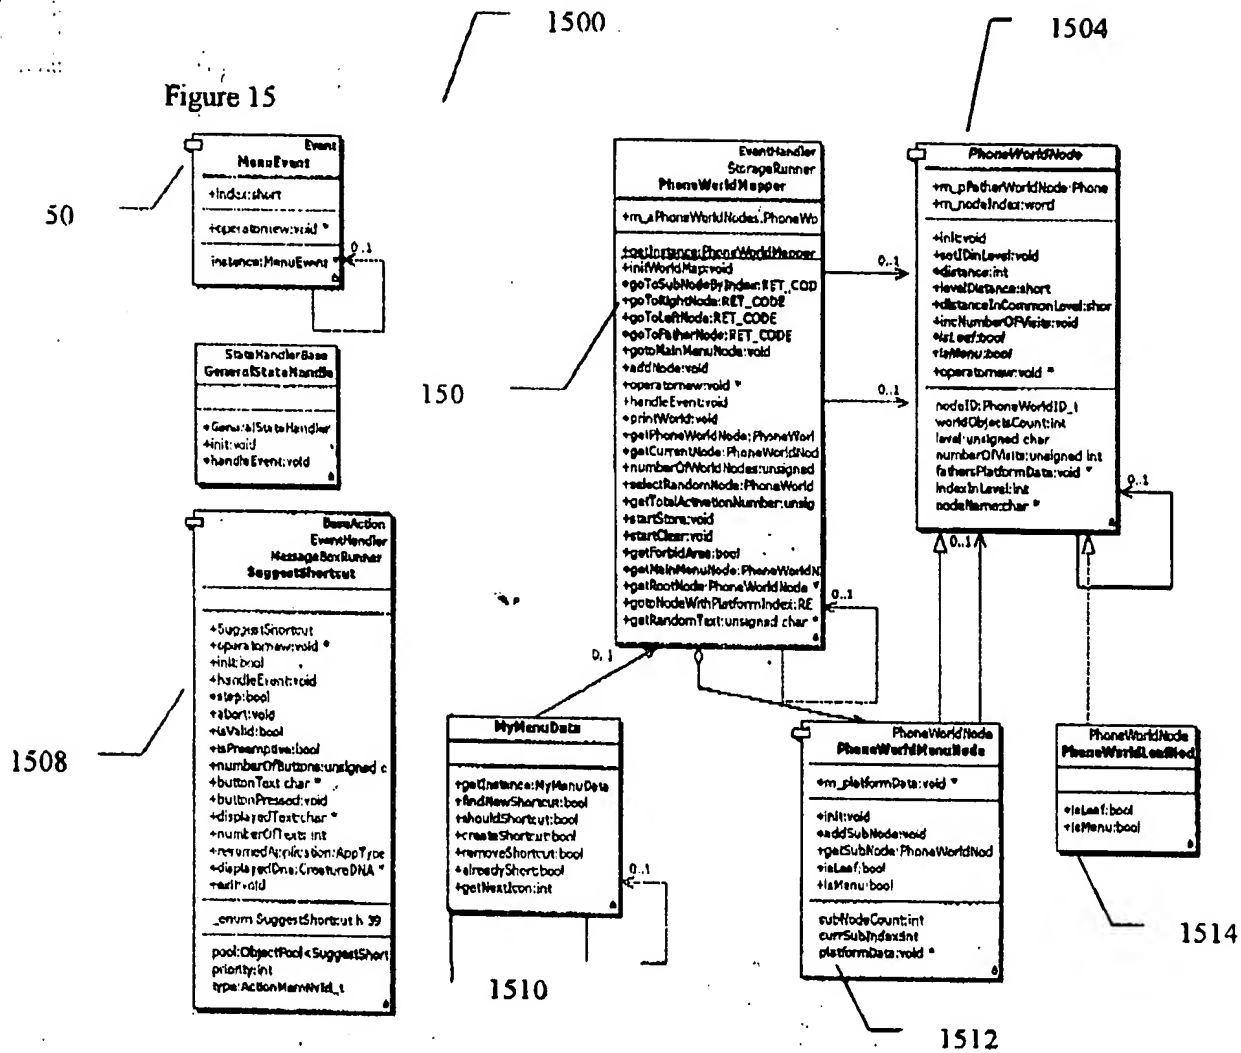 1500
1504
Figure 15
50
Event
MenuEvent
+index:short
+operatornew:void *
instance:MenuEvent *
0..1
StateHandlerBase
GeneralStateHandle
+GeneralStateHandler
+init:void
+handleEvent:void
BaseAction
EventHandler
MessageBoxRunner
SuggestShortcut
+SuggestShortcut
+operatornew:void *
+init:bool
+handleEvent:void
+step:bool
+abort:void
+isValid:bool
+isPreemptive:bool
+numberOfButtons:unsigned c
+buttonText:char *
+buttonPressed:void
+displayedText:char *
+numberOfTexts:int
+returnedApplication:AppType
+displayedDna:CreatureDNA *
+exit:void
_enum SuggestShortcut h 39
pool:ObjectPool<SuggestShort
priority:int
1508
150
EventHandler
StorageRunner
PhoneWorldMapper
+m_aPhoneWorldNodes:PhoneWo
+getInstance:PhoneWorldMapper
+initWorldMap:void
+goToSubNodeByIndex:RET_COD
+goToRightNode:RET_CODE
+goToLeftNode:RET_CODE
+goToFatherNode:RET_CODE
+gotoMainMenuNode:void
+addNode:void
+operatornew:void *
+handleEvent:void
+printWorld:void
+getPhoneWorldNode:PhoneWorl
+getCurrentNode:PhoneWorldNod
+numberOfWorldNodes:unsigned
+selectRandomNode:PhoneWorld
+getTotalActivationNumber:unsig
+startStore:void
+startClear:void
+getForbidArea:bool
+getMainMenuNode:PhoneWorldN
+getRootNode:PhoneWorldNode *
+gotoNodeWithPlatformIndex:RE
+getRandomText:unsigned char *
0..1
0..1
0..1
0..1
PhoneWorldNode
+m_pFatherWorldNode:Phone
+m_nodeIndex:word
+init:void
+setIDinLevel:void
+distance:int
+levelDistance:short
+distanceInCommonLevel:shor
+incNumberOfVisits:void
+isLeaf:bool
+isMenu:bool
+operatornew:void *
nodeID:PhoneWorldID_t
worldObjectsCount:int
level:unsigned char
numberOfVisits:unsigned int
fathersPlatformData:void *
indexInLevel:int
nodeName:char *
0..1
0..1
MyMenuData
+getInstance:MyMenuData
+findNewShortcut:bool
+shouldShortcut:bool
+createShortcut:bool
+removeShortcut:bool
+alreadyShort:bool
+getNextIcon:int
0..1
1510
PhoneWorldNode
PhoneWorldMenuNode
+m_platformData:void *
+init:void
+addSubNode:void
+getSubNode:PhoneWorldNod
+isLeaf:bool
+isMenu:bool
subNodeCount:int
currSubIndex:int
platformData:void *
1512
PhoneWorldNode
PhoneWorldLeafNod
+isLeaf:bool
+isMenu:bool
1514